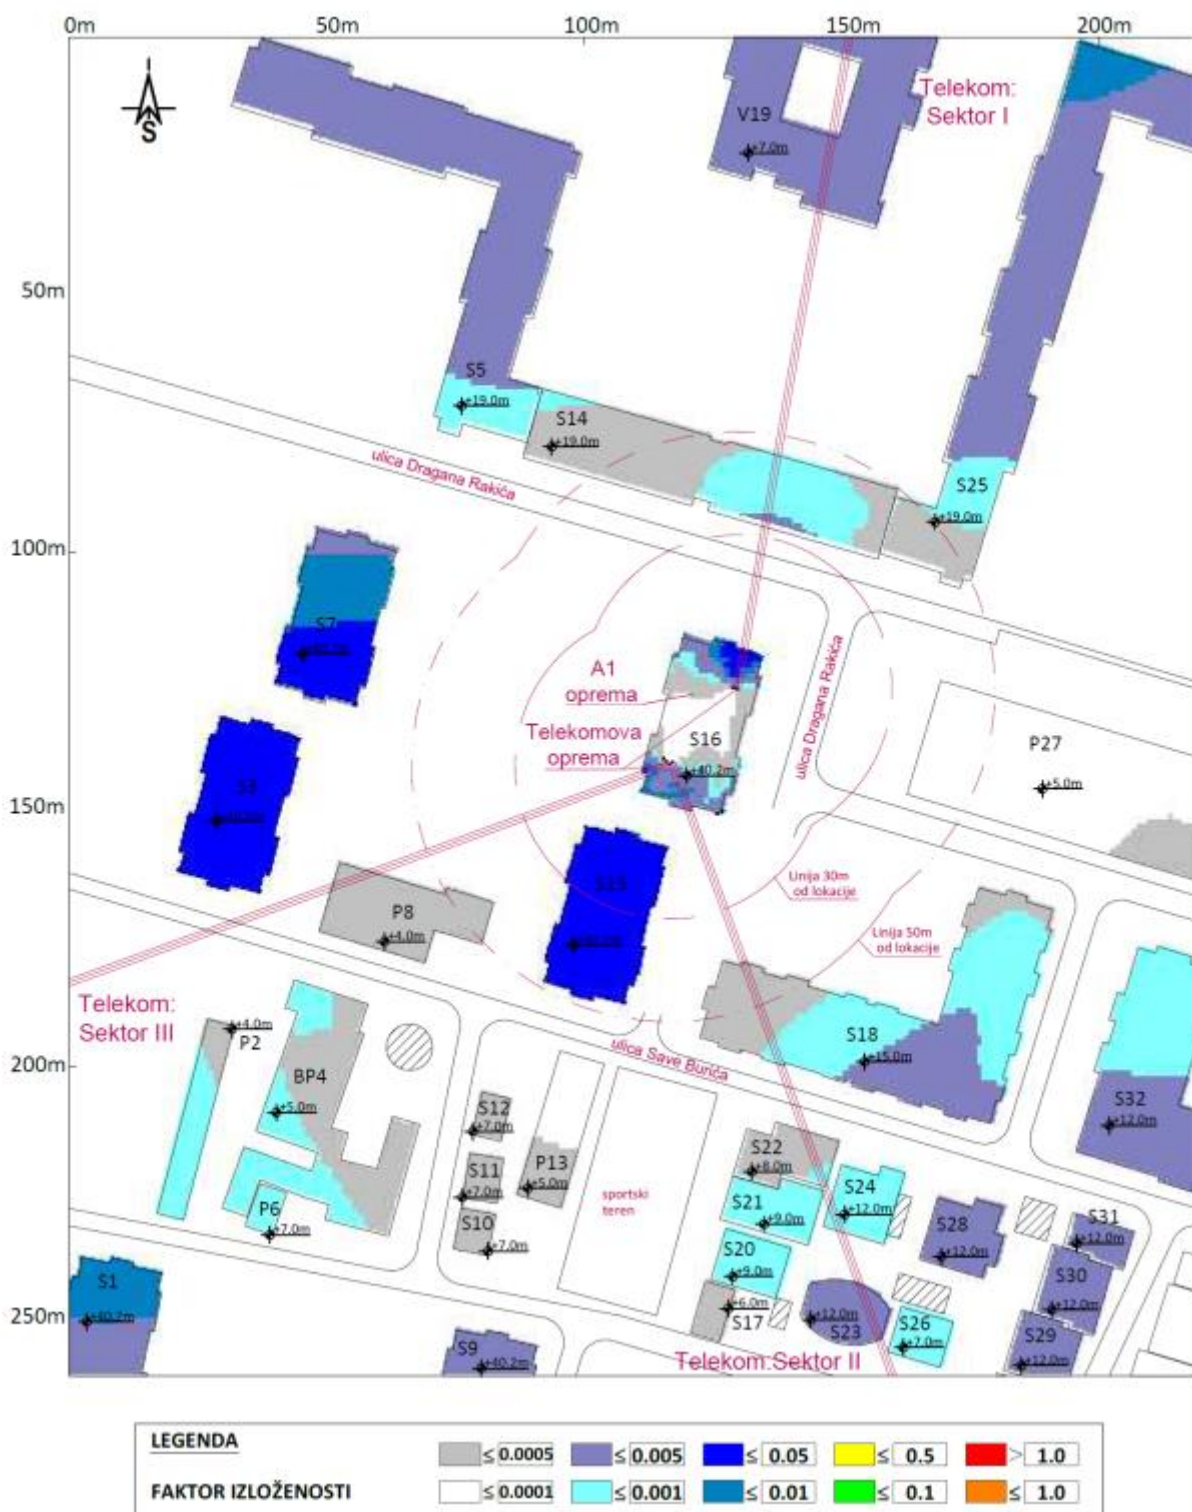 0m
50m
100m
150m
200m
S
Telekom:
Sektor I
V19
+7.0m
50m
S5
+19.0m
S14
+19.0m
ulica Dragana Rakića
S25
+19.0m
100m
S7
A1
oprema
Telekomova
oprema
S16
+40.2m
ulica Dragana Rakića
P27
+5.0m
S3
150m
Linija 30m
od lokacije
S15
P8
+4.0m
Linija 50m
od lokacije
Telekom:
Sektor III
+4.0m
P2
S18
+15.0m
ulica Save Burića
200m
BP4
+5.0m
S32
+12.0m
S12
+7.0m
S22
+8.0m
S11
+7.0m
P13
+5.0m
sportski
teren
S24
+12.0m
S21
+9.0m
P6
+7.0m
S10
+7.0m
S28
+12.0m
S31
+12.0m
S20
+9.0m
S1
+40.2m
S30
+12.0m
250m
+6.0m
S17
+12.0m
S23
S26
+7.0m
S29
+12.0m
S9
+40.2m
Telekom:Sektor II
LEGENDA
≤ 0.0005
≤ 0.005
≤ 0.05
≤ 0.5
> 1.0
FAKTOR IZLOŽENOSTI
≤ 0.0001
≤ 0.001
≤ 0.01
≤ 0.1
≤ 1.0